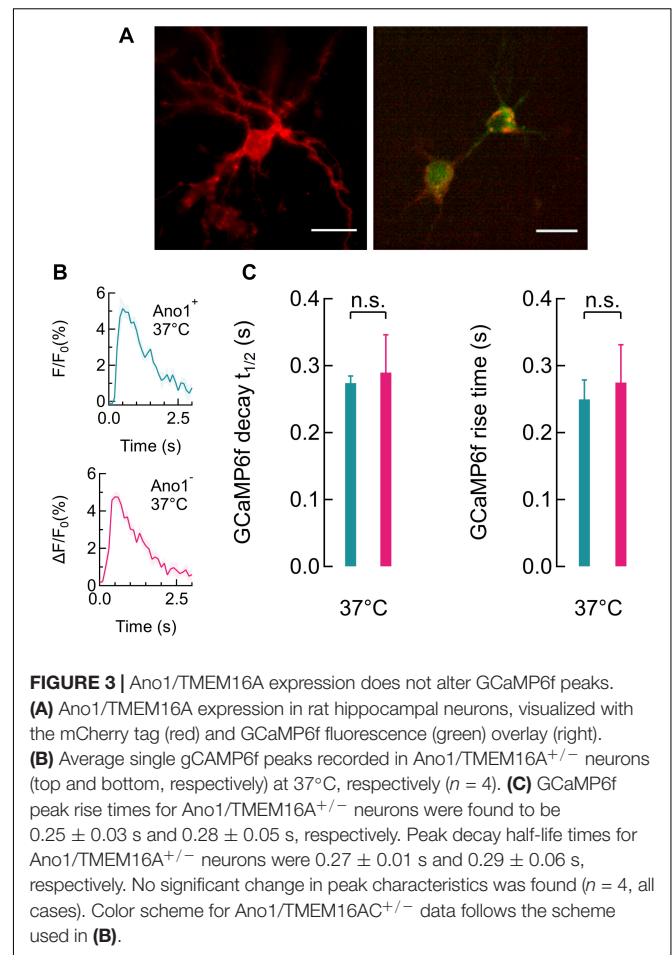 A
B
Ano1+
37°C
F/F0(%)
6
4
2
0
0.0
2.5
Time (s)
Ano1-
37°C
ΔF/F0(%)
6
4
2
0
0.0
2.5
Time (s)
C
n.s.
GCaMP6f decay t1/2 (s)
0.4
0.3
0.2
0.1
0.0
37°C
n.s.
GCaMP6f rise time (s)
0.4
0.3
0.2
0.1
0.0
37°C
FIGURE 3 | Ano1/TMEM16A expression does not alter GCaMP6f peaks.
(A) Ano1/TMEM16A expression in rat hippocampal neurons, visualized with
the mCherry tag (red) and GCaMP6f fluorescence (green) overlay (right).
(B) Average single gCAMP6f peaks recorded in Ano1/TMEM16A+/− neurons
(top and bottom, respectively) at 37°C, respectively (n = 4). (C) GCaMP6f
peak rise times for Ano1/TMEM16A+/− neurons were found to be
0.25 ± 0.03 s and 0.28 ± 0.05 s, respectively. Peak decay half-life times for
Ano1/TMEM16A+/− neurons were 0.27 ± 0.01 s and 0.29 ± 0.06 s,
respectively. No significant change in peak characteristics was found (n = 4, all
cases). Color scheme for Ano1/TMEM16AC+/− data follows the scheme
used in (B).